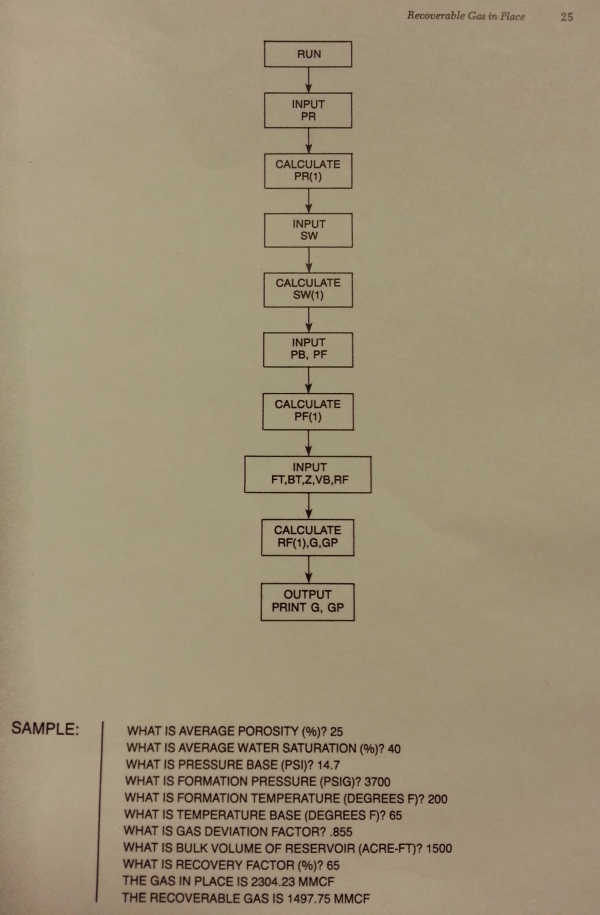 Recoverable Gas in Place 25
RUN
INPUT
PR
CALCULATE
PR(1)
INPUT
SW
CALCULATE
SW(1)
INPUT
PB, PF
CALCULATE
PF(1)
INPUT
FT,BT,Z,VB,RF
CALCULATE
RF(1),G,GP
OUTPUT
PRINT G, GP
SAMPLE:
WHAT IS AVERAGE POROSITY (%)? 25
WHAT IS AVERAGE WATER SATURATION (%)? 40
WHAT IS PRESSURE BASE (PSI)? 14.7
WHAT IS FORMATION PRESSURE (PSIG)? 3700
WHAT IS FORMATION TEMPERATURE (DEGREES F)? 200
WHAT IS TEMPERATURE BASE (DEGREES F)? 65
WHAT IS GAS DEVIATION FACTOR? .855
WHAT IS BULK VOLUME OF RESERVOIR (ACRE-FT)? 1500
WHAT IS RECOVERY FACTOR (%)? 65
THE GAS IN PLACE IS 2304.23 MMCF
THE RECOVERABLE GAS IS 1497.75 MMCF